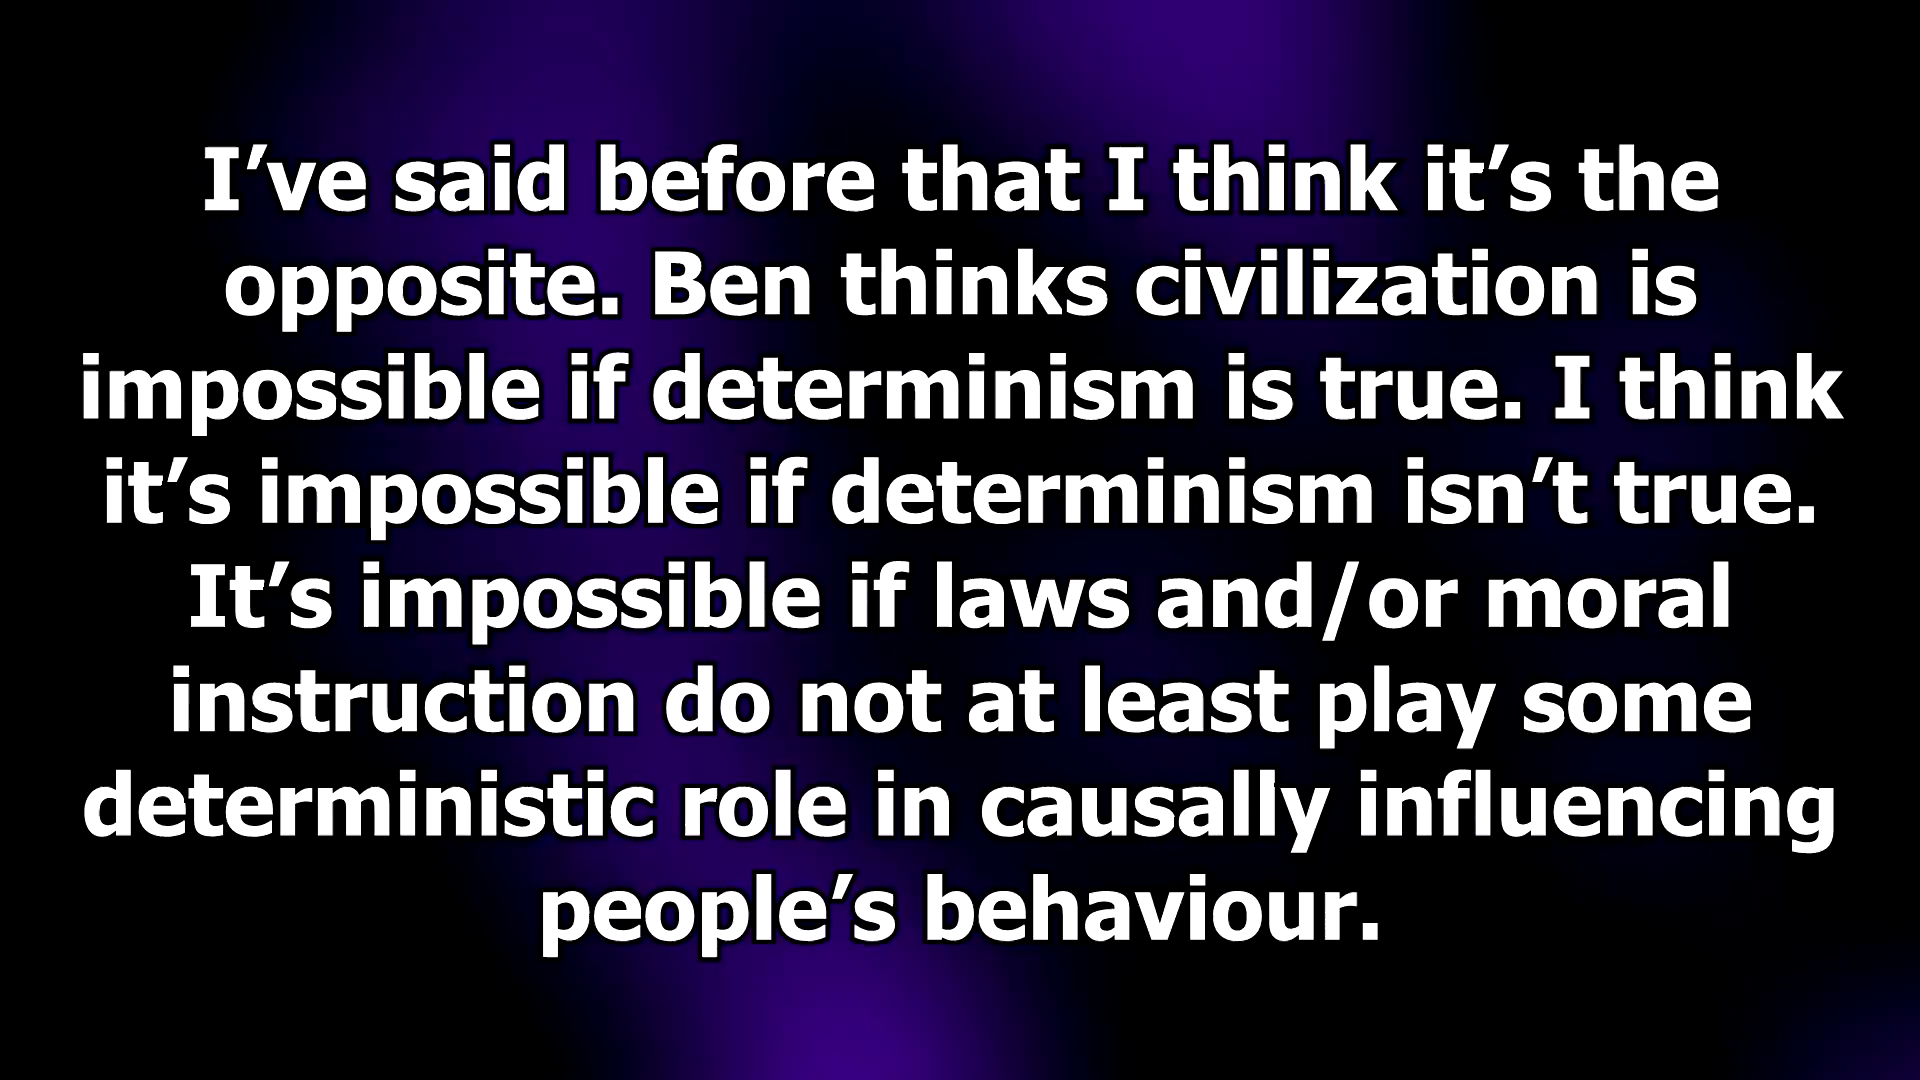 I’ve said before that I think it’s the
opposite. Ben thinks civilization is
impossible if determinism is true. I think
it’s impossible if determinism isn’t true.
It’s impossible if laws and/or moral
instruction do not at least play some
deterministic role in causally influencing
people’s behaviour.